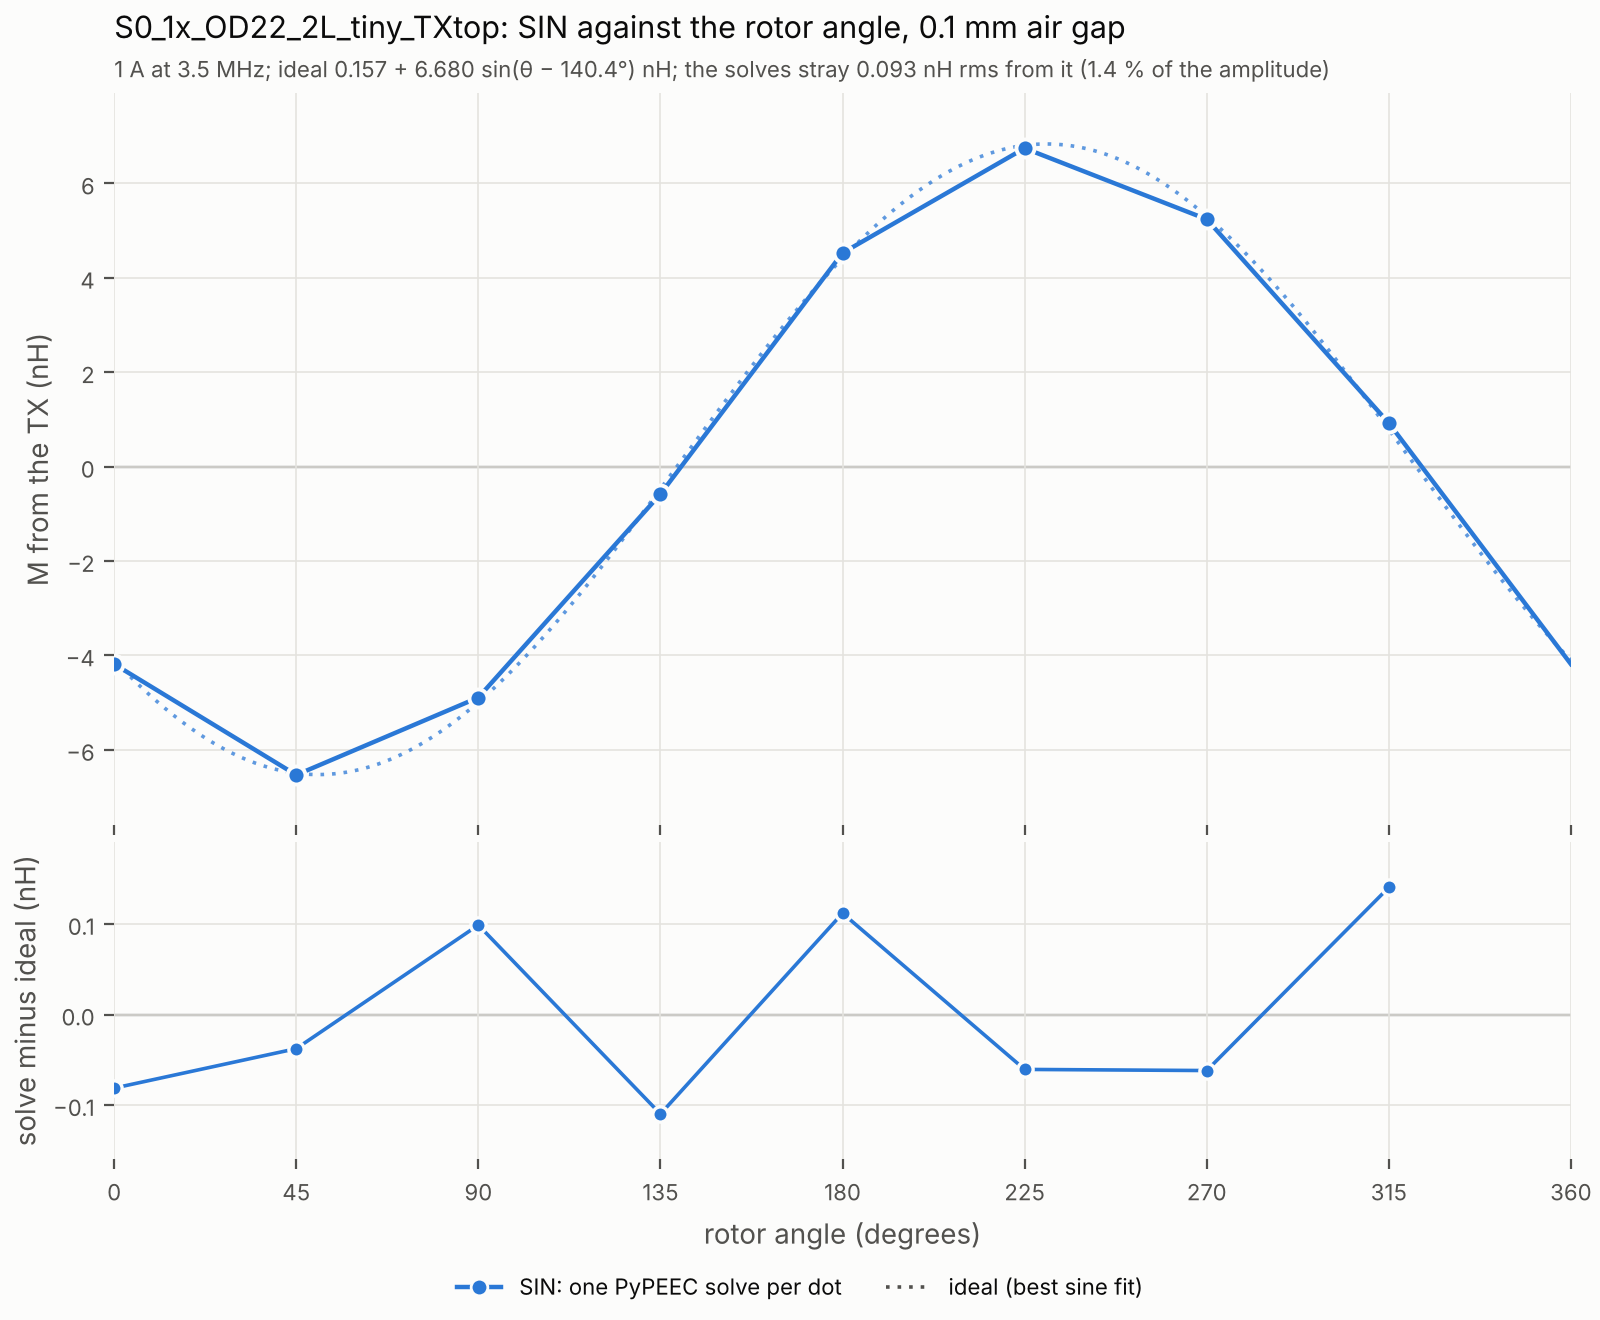 S0_1x_OD22_2L_tiny_TXtop: SIN against the rotor angle, 0.1 mm air gap
1 A at 3.5 MHz; ideal 0.157 + 6.680 sin(θ − 140.4°) nH; the solves stray 0.093 nH rms from it (1.4 % of the amplitude)
M from the TX (nH)
6
4
2
0
−2
−4
−6
solve minus ideal (nH)
0.1
0.0
−0.1
0 45 90 135 180 225 270 315 360
rotor angle (degrees)
SIN: one PyPEEC solve per dot ideal (best sine fit)